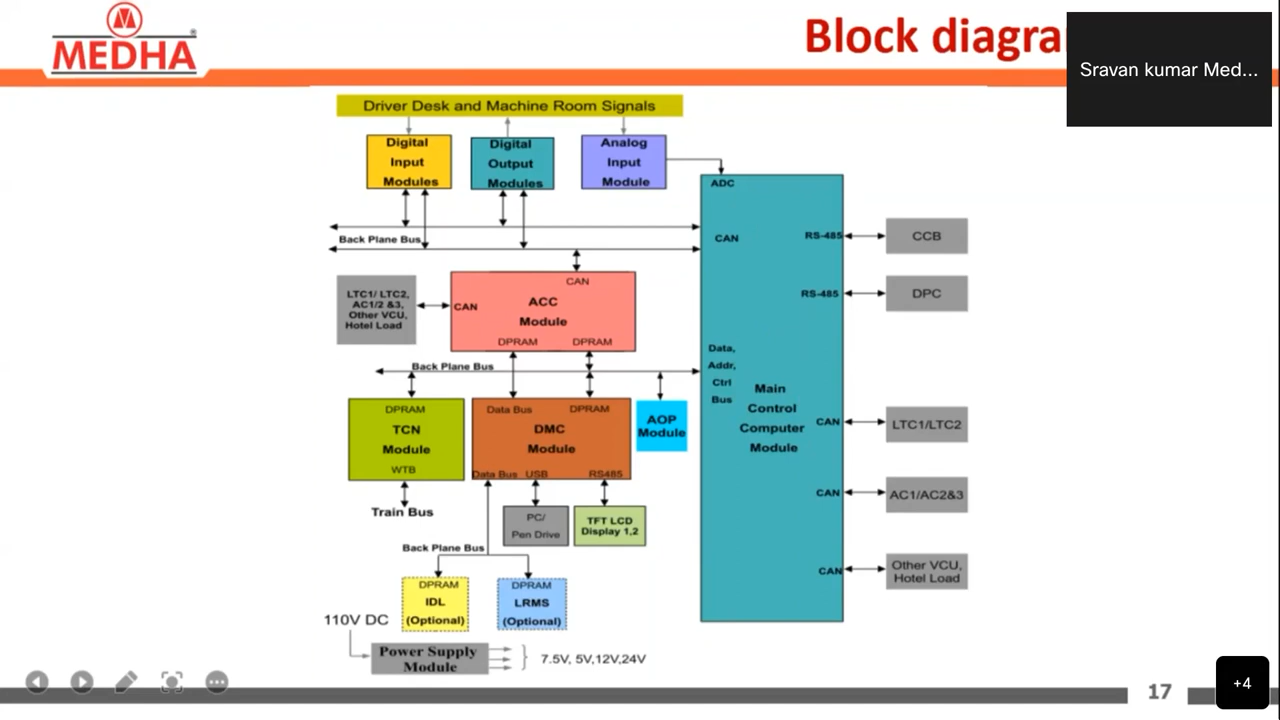 MEDHA
®
Block diagra
Sravan kumar Med...
Driver Desk and Machine Room Signals
Digital
Input
Modules
Digital
Output
Modules
Analog
Input
Module
ADC
Back Plane Bus
CAN
RS-485
CCB
CAN
LTC1/ LTC2,
AC1/2 &3,
Other VCU,
Hotel Load
CAN
ACC
Module
DPRAM
DPRAM
RS-485
DPC
Back Plane Bus
Data,
Addr,
Ctrl
Bus
Main
Control
Computer
Module
DPRAM
TCN
Module
WTB
Train Bus
Data Bus
DPRAM
DMC
Module
Data Bus
USB
RS485
AOP
Module
CAN
LTC1/LTC2
CAN
AC1/AC2&3
CAN
Other VCU,
Hotel Load
PC/
Pen Drive
TFT LCD
Display 1,2
Back Plane Bus
DPRAM
IDL
(Optional)
DPRAM
LRMS
(Optional)
110V DC
Power Supply
Module
7.5V, 5V,12V,24V
17
+4